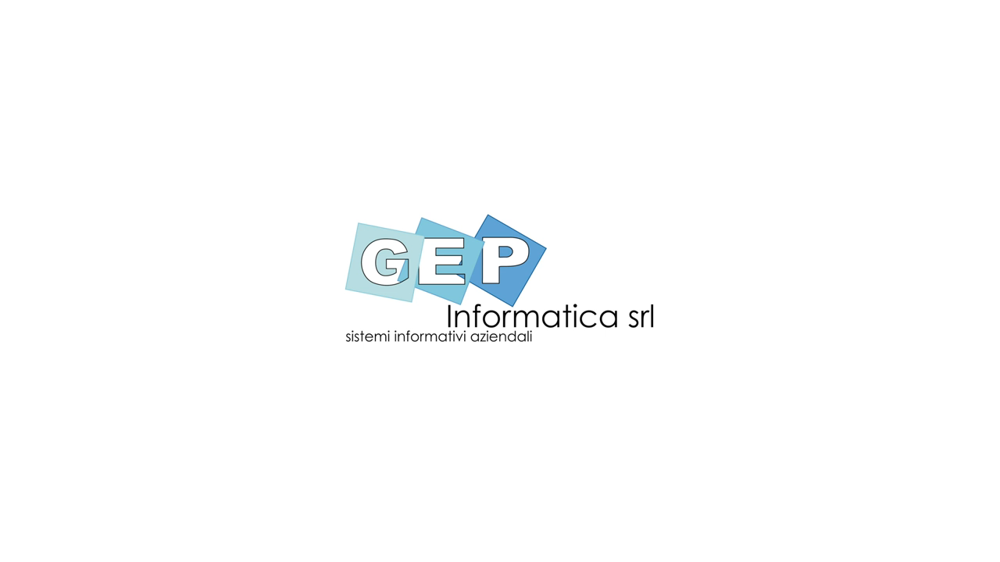 GEP
Informatica srl
sistemi informativi aziendali